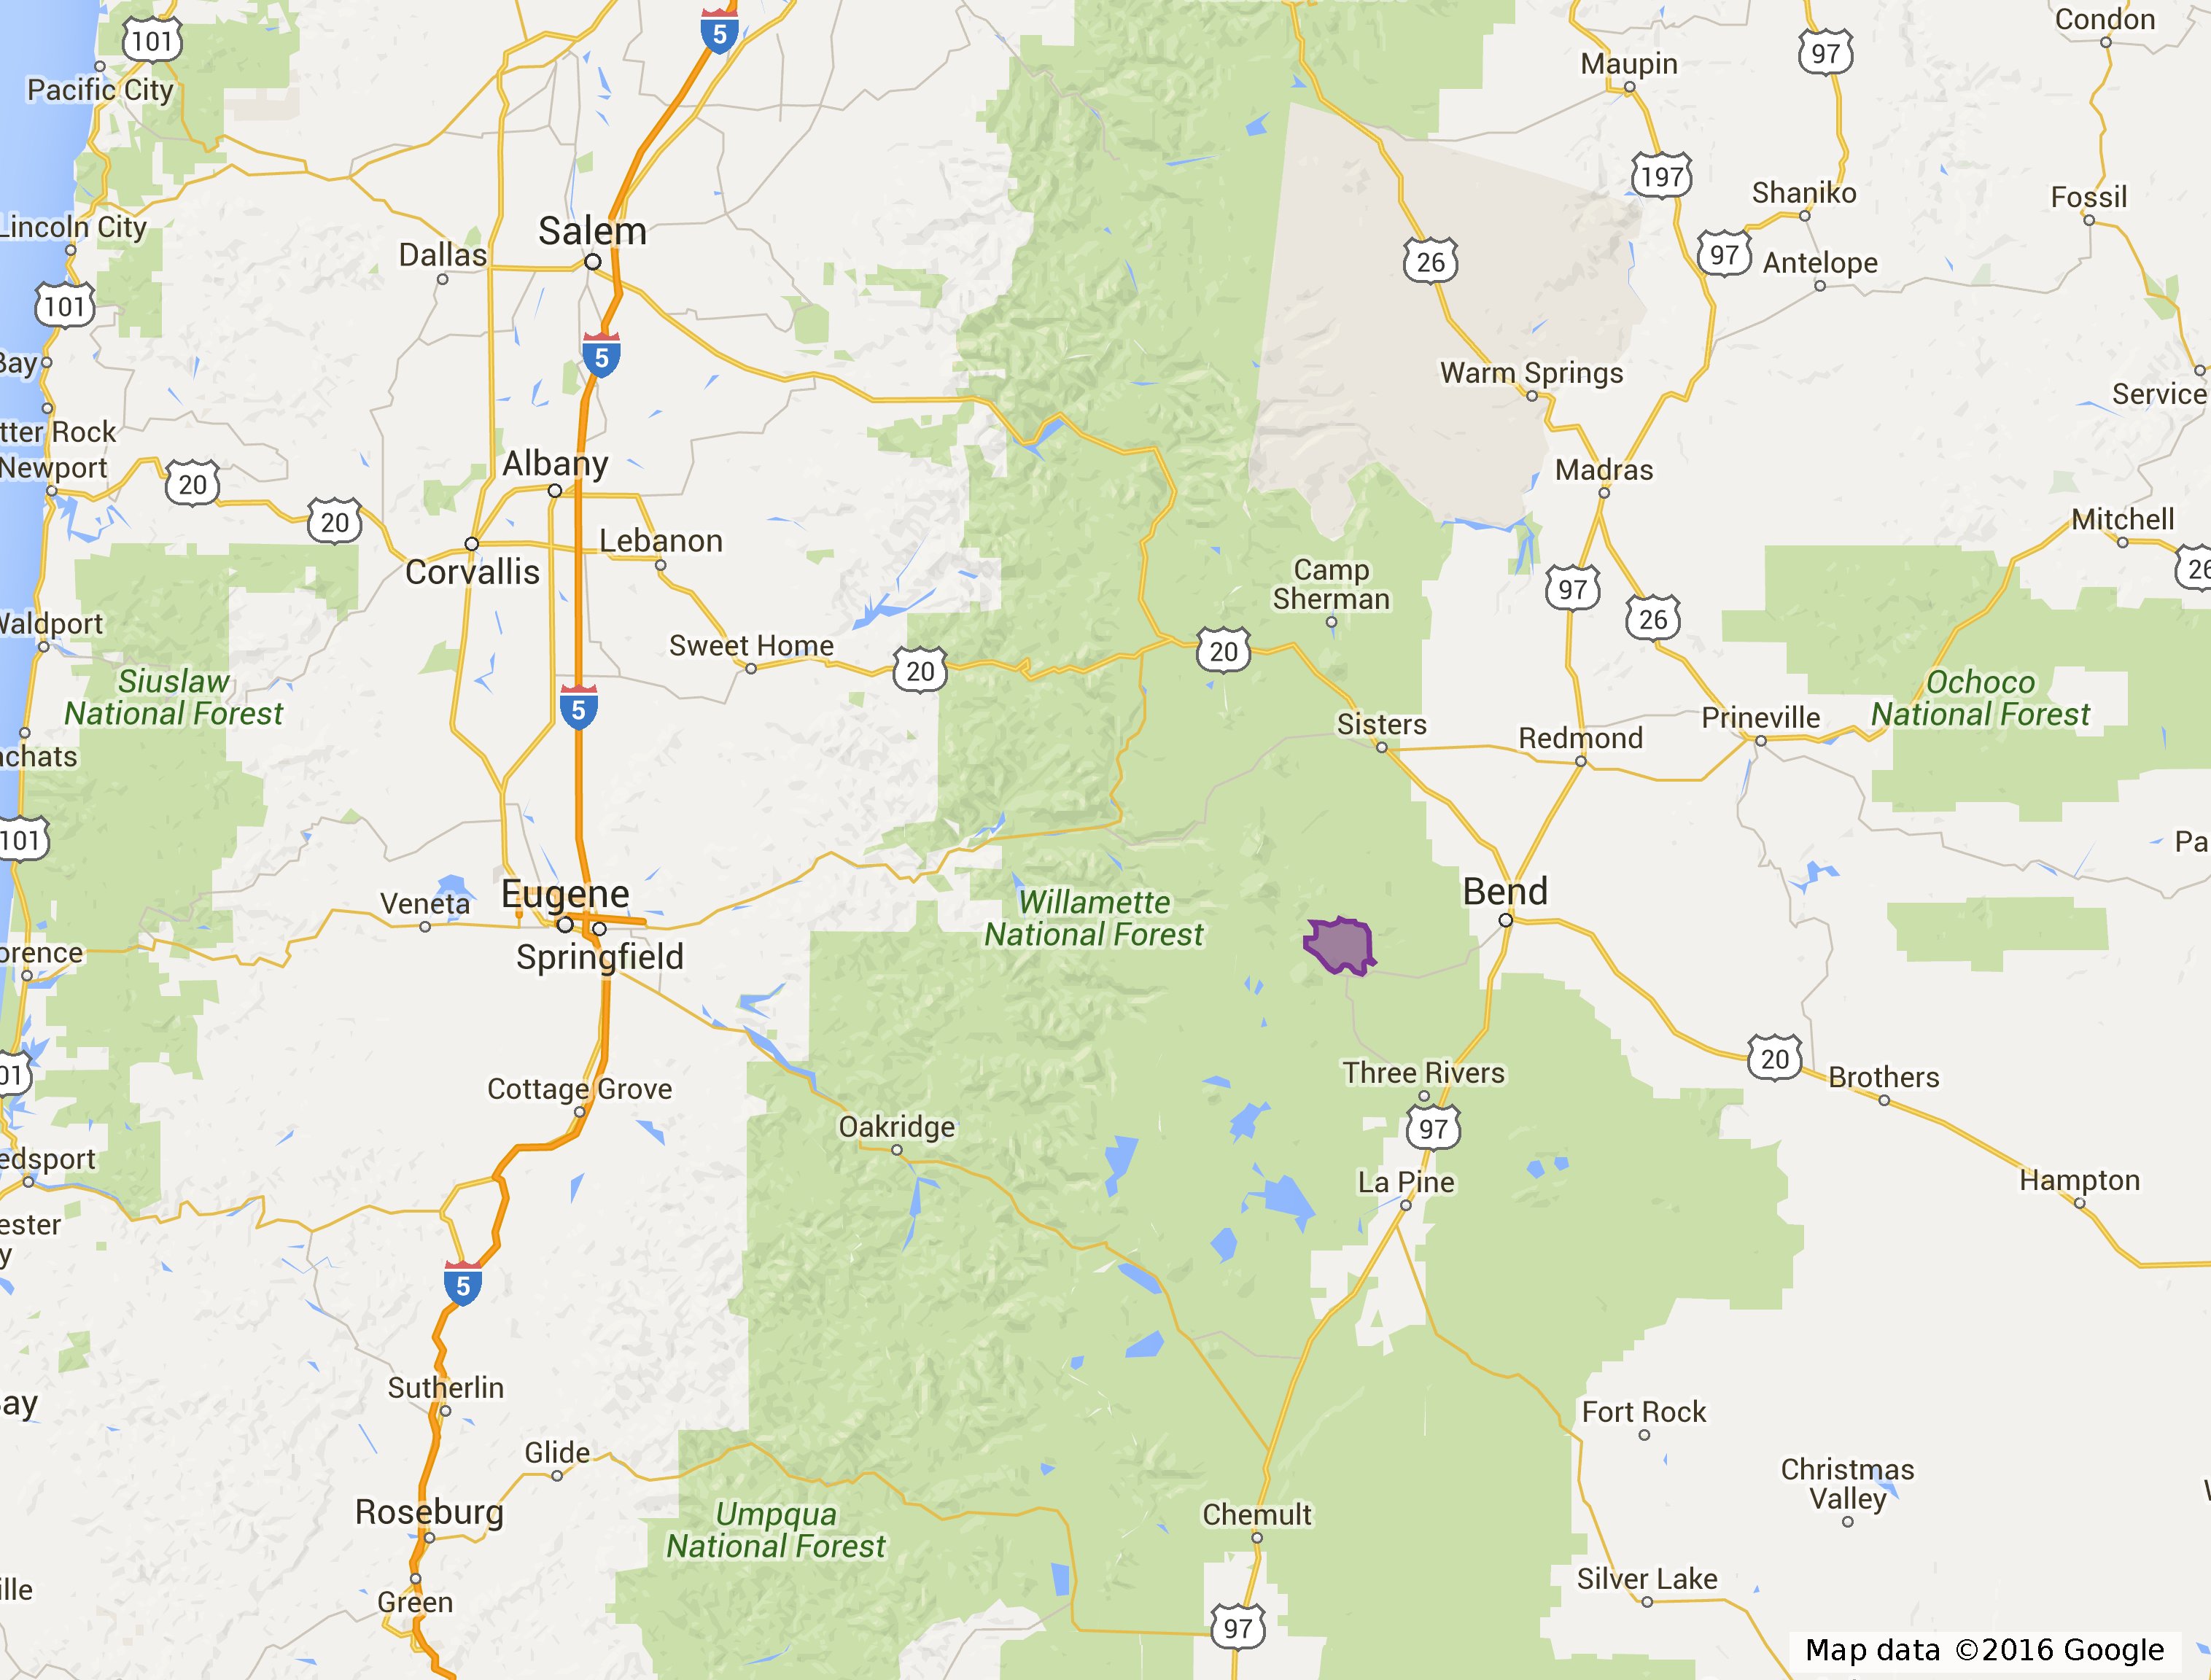 101
5
Condon
97
Maupin
Pacific City
197
Shaniko
Fossil
Lincoln City
Salem
Dallas
26
97
Antelope
101
5
Bay
Warm Springs
Service
tter Rock
Newport
20
Albany
Madras
20
Lebanon
Mitchell
Corvallis
Camp
Sherman
97
26
26
Waldport
Sweet Home
20
20
Siuslaw
National Forest
5
Sisters
Redmond
Prineville
Ochoco
National Forest
achats
101
Pa
Veneta
Eugene
Springfield
Willamette
National Forest
Bend
orence
01
Cottage Grove
Three Rivers
20
Brothers
Oakridge
97
edsport
La Pine
Hampton
ester
y
5
Sutherlin
ay
Fort Rock
Glide
Christmas
Valley
Roseburg
Umpqua
National Forest
Chemult
ille
Green
Silver Lake
97
Map data ©2016 Google